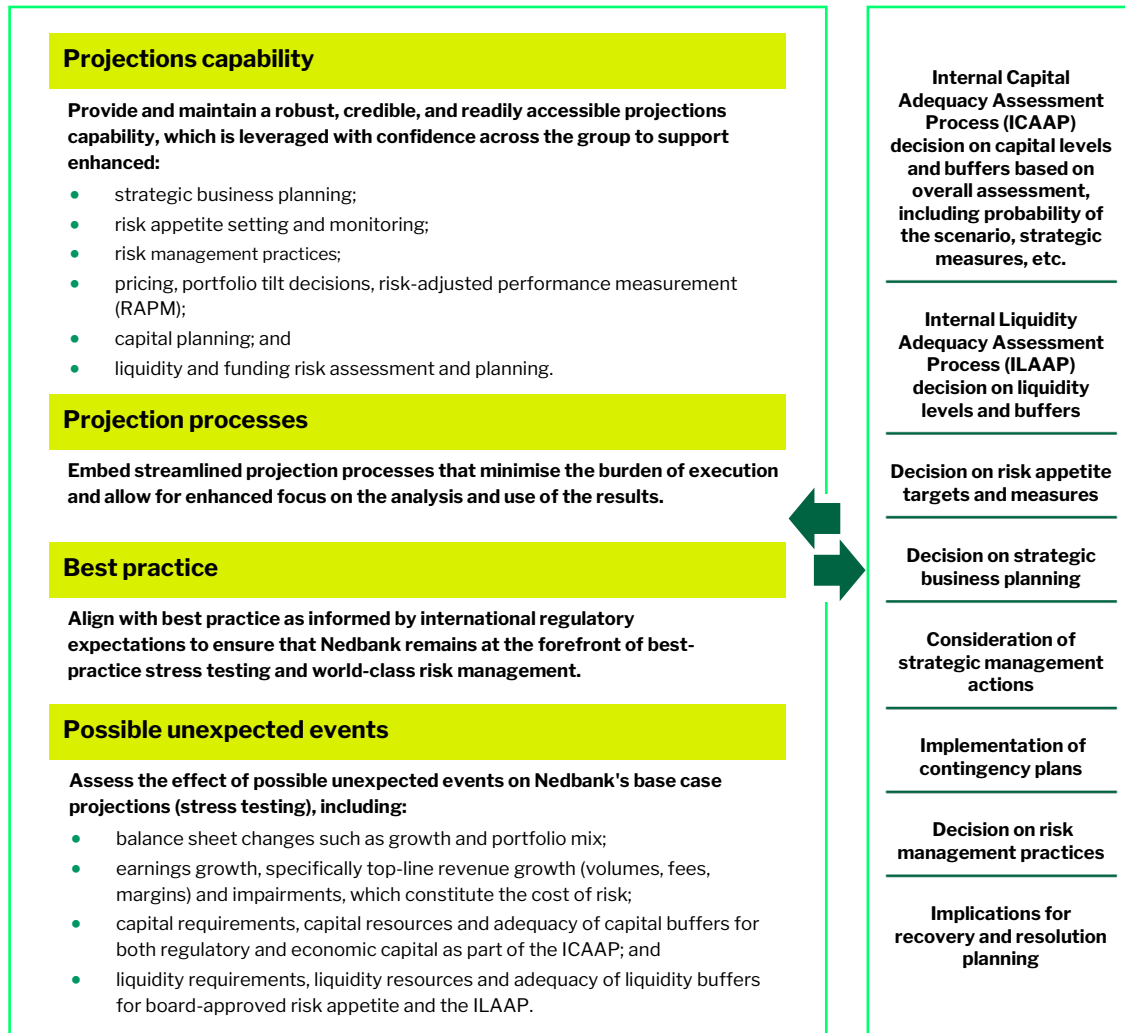 Projections capability
Provide and maintain a robust, credible, and readily accessible projections
capability, which is leveraged with confidence across the group to support
enhanced:
• strategic business planning;
• risk appetite setting and monitoring;
• risk management practices;
• pricing, portfolio tilt decisions, risk-adjusted performance measurement
(RAPM);
• capital planning; and
• liquidity and funding risk assessment and planning.
Projection processes
Embed streamlined projection processes that minimise the burden of execution
and allow for enhanced focus on the analysis and use of the results.
Best practice
Align with best practice as informed by international regulatory
expectations to ensure that Nedbank remains at the forefront of best-
practice stress testing and world-class risk management.
Possible unexpected events
Assess the effect of possible unexpected events on Nedbank's base case
projections (stress testing), including:
• balance sheet changes such as growth and portfolio mix;
• earnings growth, specifically top-line revenue growth (volumes, fees,
margins) and impairments, which constitute the cost of risk;
• capital requirements, capital resources and adequacy of capital buffers for
both regulatory and economic capital as part of the ICAAP; and
• liquidity requirements, liquidity resources and adequacy of liquidity buffers
for board-approved risk appetite and the ILAAP.
Internal Capital
Adequacy Assessment
Process (ICAAP)
decision on capital levels
and buffers based on
overall assessment,
including probability of
the scenario, strategic
measures, etc.
Internal Liquidity
Adequacy Assessment
Process (ILAAP)
decision on liquidity
levels and buffers
Decision on risk appetite
targets and measures
Decision on strategic
business planning
Consideration of
strategic management
actions
Implementation of
contingency plans
Decision on risk
management practices
Implications for
recovery and resolution
planning